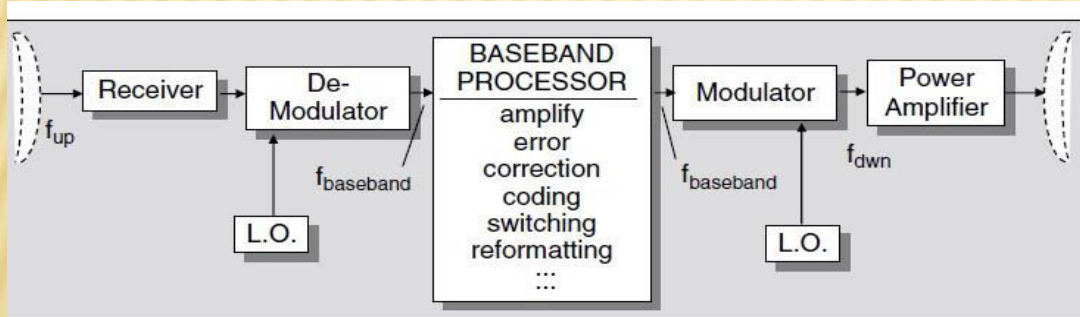 f_up
Receiver
De-
Modulator
L.O.
f_baseband
BASEBAND
PROCESSOR
amplify
error
correction
coding
switching
reformatting
...
...
f_baseband
Modulator
L.O.
f_dwn
Power
Amplifier